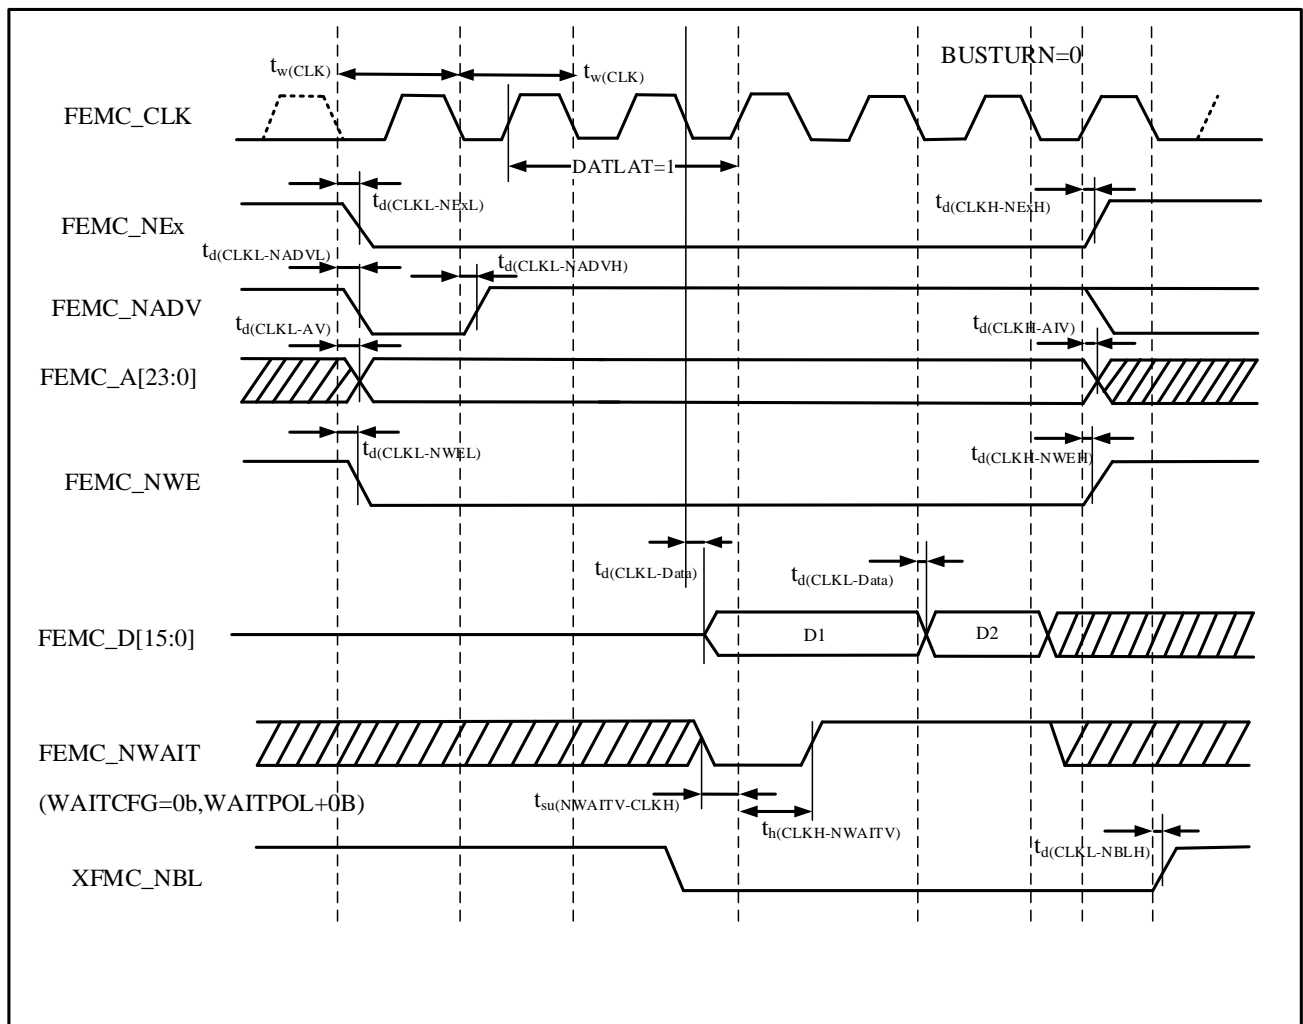 BUSTURN=0
tw(CLK)
tw(CLK)
FEMC_CLK
DATLAT=1
td(CLKL-NExL)
td(CLKH-NExH)
FEMC_NEx
td(CLKL-NADVL)
td(CLKL-NADVH)
FEMC_NADV
td(CLKL-AV)
td(CLKH-AIV)
FEMC_A[23:0]
td(CLKL-NWEL)
td(CLKH-NWEH)
FEMC_NWE
td(CLKL-Data)
td(CLKL-Data)
FEMC_D[15:0]
D1
D2
FEMC_NWAIT
(WAITCFG=0b,WAITPOL+0B)
tsu(NWAITV-CLKH)
th(CLKH-NWAITV)
td(CLKL-NBLH)
XFMC_NBL